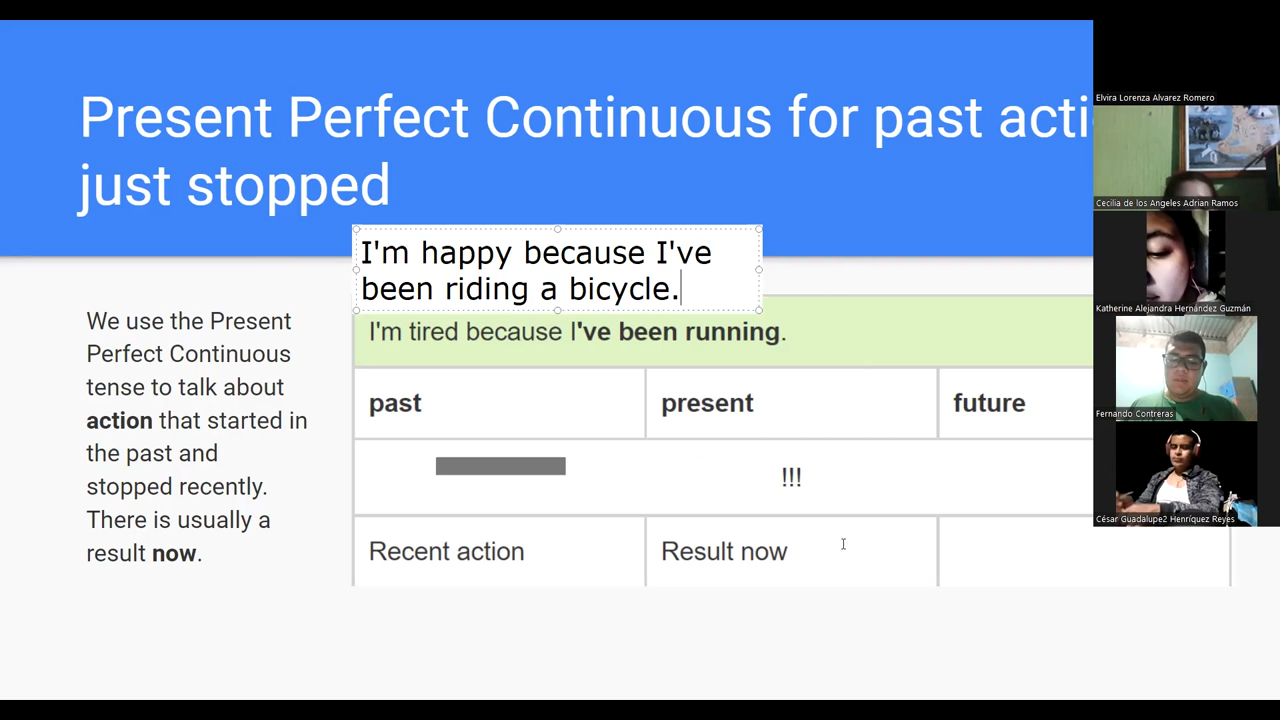 Present Perfect Continuous for past acti
just stopped
I'm happy because I've
been riding a bicycle.
I'm tired because I've been running.
We use the Present
Perfect Continuous
tense to talk about
action that started in
the past and
stopped recently.
There is usually a
result now.
past present future
!!!
Recent action Result now
Elvira Lorenza Alvarez Romero
Cecilia de los Angeles Adrian Ramos
Katherine Alejandra Hernández Guzmán
Fernando Contreras
César Guadalupe2 Henríquez Reyes